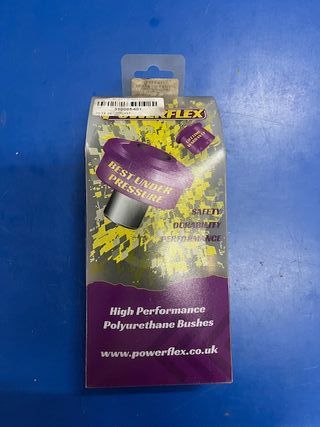 POWERFLEX
BEST UNDER
PRESSURE
SAFETY
DURABILITY
PERFORMANCE
High Performance
Polyurethane Bushes
www.powerflex.co.uk